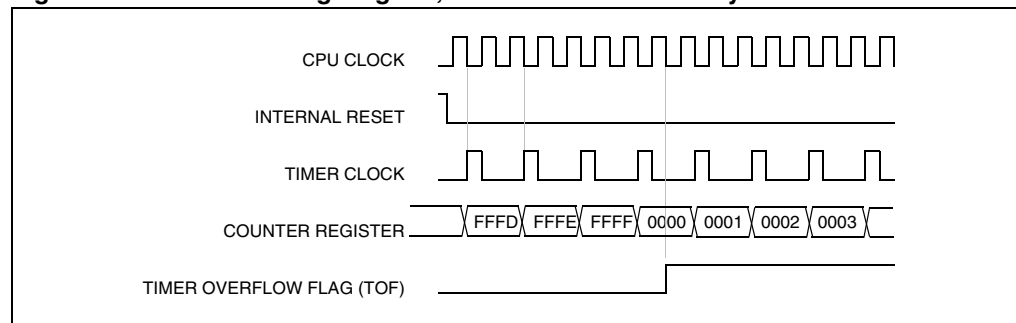 CPU CLOCK
INTERNAL RESET
TIMER CLOCK
COUNTER REGISTER FFFD FFFE FFFF 0000 0001 0002 0003
TIMER OVERFLOW FLAG (TOF)